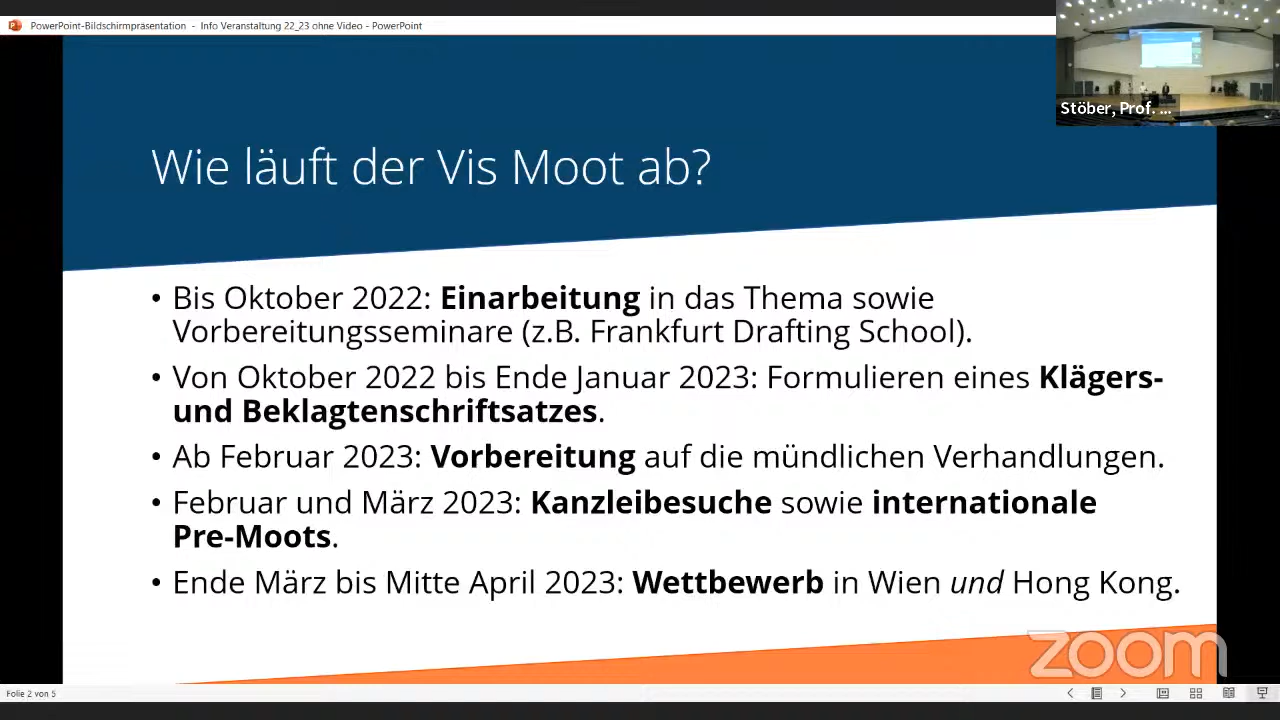 PowerPoint-Bildschirmpräsentation - Info Veranstaltung 22_23 ohne Video - PowerPoint
Stöber, Prof. ...
Wie läuft der Vis Moot ab?
• Bis Oktober 2022: Einarbeitung in das Thema sowie
Vorbereitungsseminare (z.B. Frankfurt Drafting School).
• Von Oktober 2022 bis Ende Januar 2023: Formulieren eines Klägers-
und Beklagtenschriftsatzes.
• Ab Februar 2023: Vorbereitung auf die mündlichen Verhandlungen.
• Februar und März 2023: Kanzleibesuche sowie internationale
Pre-Moots.
• Ende März bis Mitte April 2023: Wettbewerb in Wien und Hong Kong.
zoom
Folie 2 von 5